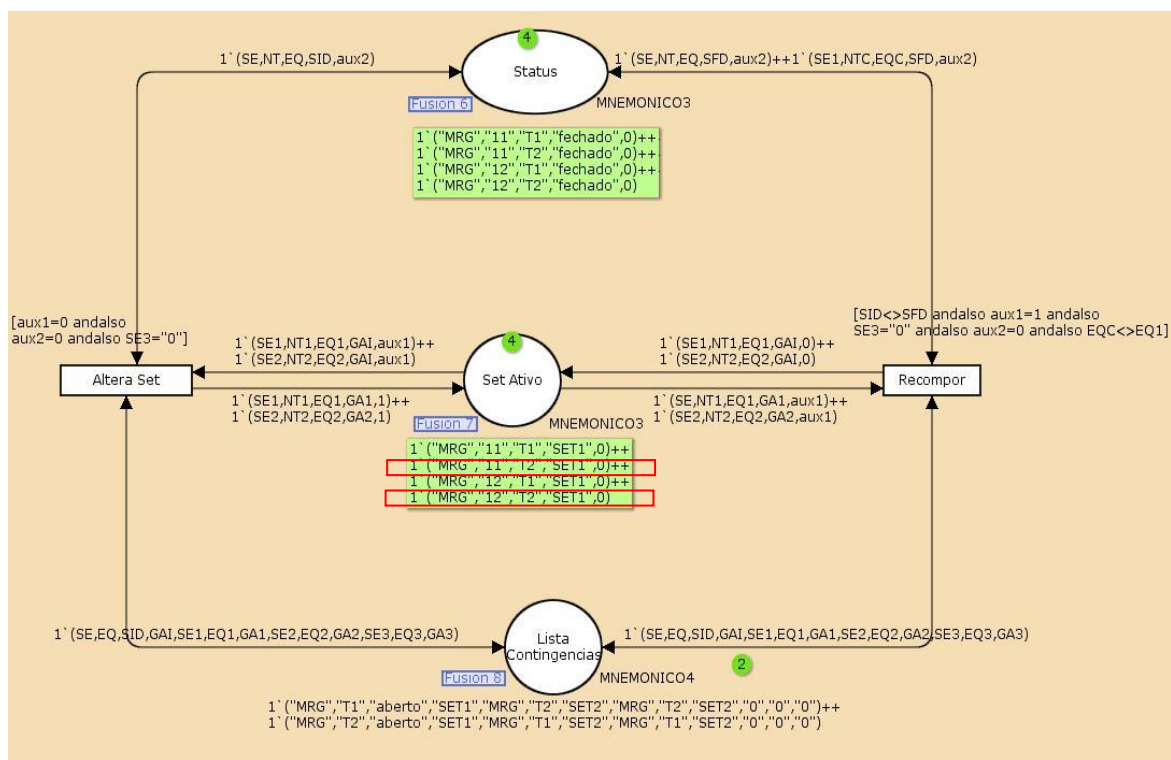 4
1`(SE,NT,EQ,SID,aux2)
1`(SE,NT,EQ,SFD,aux2)++1`(SE1,NTC,EQC,SFD,aux2)
Status
Fusion 6
MNEMONICO3
1`("MRG","11","T1","fechado",0)++
1`("MRG","11","T2","fechado",0)++
1`("MRG","12","T1","fechado",0)++
1`("MRG","12","T2","fechado",0)
[aux1=0 andalso
aux2=0 andalso SE3="0"]
[SID<>SFD andalso aux1=1 andalso
SE3="0" andalso aux2=0 andalso EQC<>EQ1]
1`(SE1,NT1,EQ1,GAI,aux1)++
1`(SE2,NT2,EQ2,GAI,aux1)
4
1`(SE1,NT1,EQ1,GAI,0)++
1`(SE2,NT2,EQ2,GAI,0)
Altera Set
Set Ativo
Recompor
1`(SE1,NT1,EQ1,GA1,1)++
1`(SE2,NT2,EQ2,GA2,1)
1`(SE1,NT1,EQ1,GA1,aux1)++
1`(SE2,NT2,EQ2,GA2,aux1)
Fusion 7
MNEMONICO3
1`("MRG","11","T1","SET1",0)++
1`("MRG","11","T2","SET1",0)++
1`("MRG","12","T1","SET1",0)++
1`("MRG","12","T2","SET1",0)
1`(SE,EQ,SID,GAI,SE1,EQ1,GA1,SE2,EQ2,GA2,SE3,EQ3,GA3)
Lista
Contingencias
1`(SE,EQ,SID,GAI,SE1,EQ1,GA1,SE2,EQ2,GA2,SE3,EQ3,GA3)
2
Fusion 8
MNEMONICO4
1`("MRG","T1","aberto","SET1","MRG","T2","SET2","MRG","T2","SET2","0","0","0")++
1`("MRG","T2","aberto","SET1","MRG","T1","SET2","MRG","T1","SET2","0","0","0")